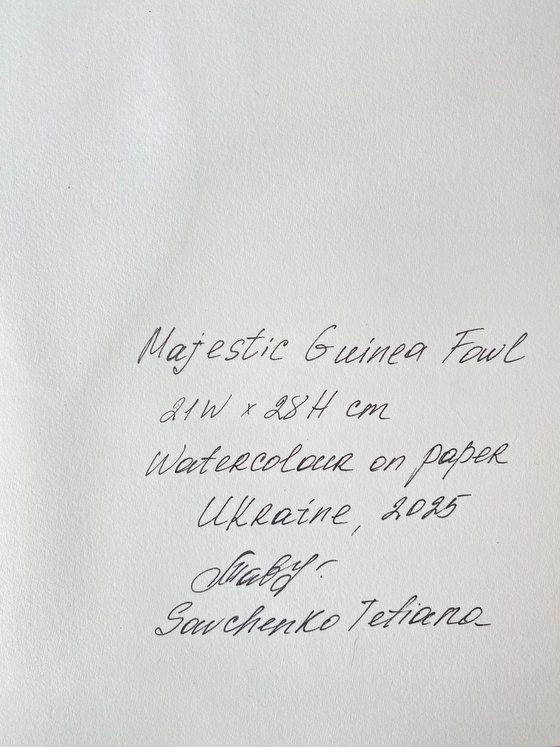 Majestic Guinea Fowl
21W x 28H cm
Watercolour on paper
Ukraine, 2025
Savchenko Tetiana